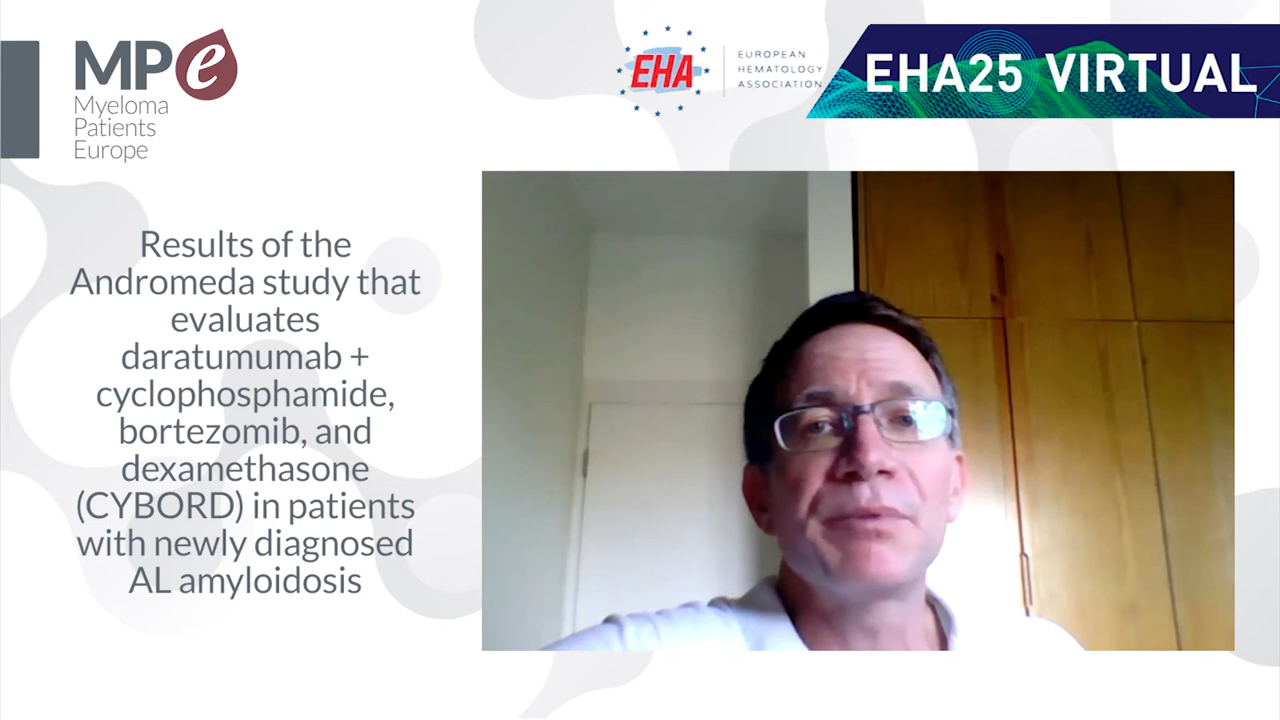 MPe
Myeloma
Patients
Europe
EHA
EUROPEAN
HEMATOLOGY
ASSOCIATION
EHA25 VIRTUAL
Results of the
Andromeda study that
evaluates
daratumumab +
cyclophosphamide,
bortezomib, and
dexamethasone
(CYBORD) in patients
with newly diagnosed
AL amyloidosis